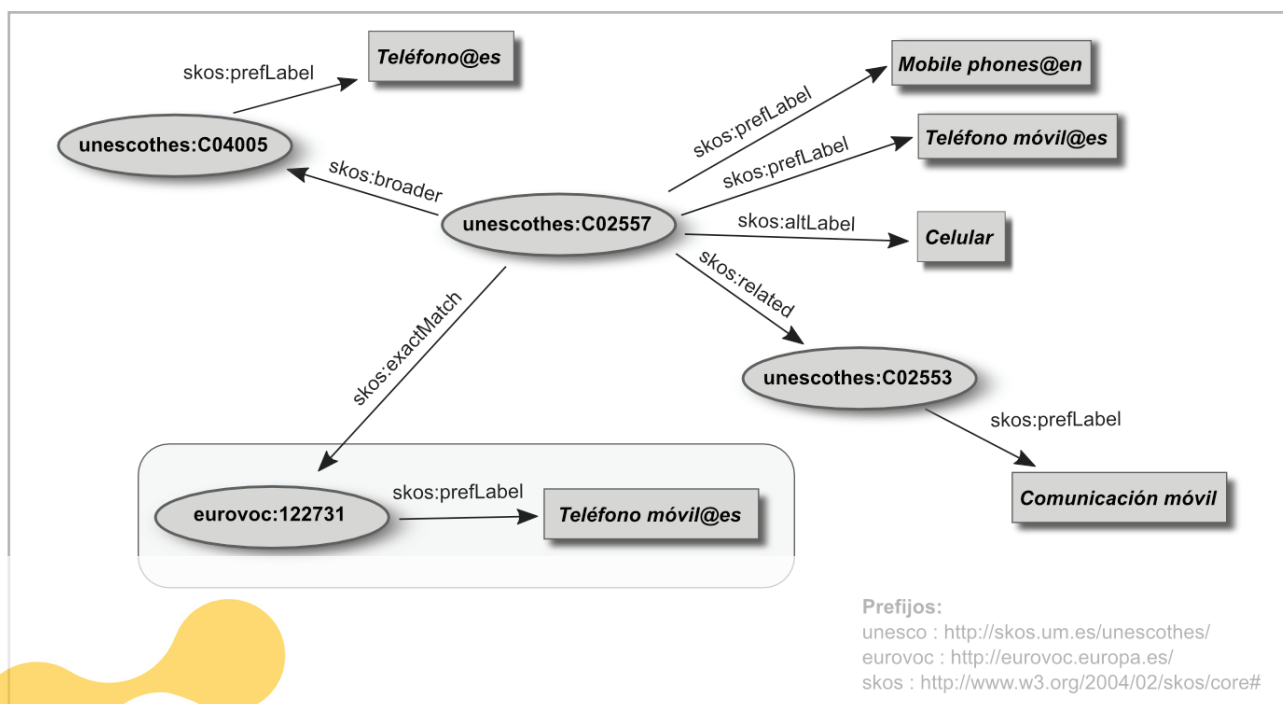 Teléfono@es
skos:prefLabel
Mobile phones@en
skos:prefLabel
unescothes:C04005
Teléfono móvil@es
skos:prefLabel
skos:broader
unescothes:C02557
skos:altLabel
Celular
skos:related
skos:exactMatch
unescothes:C02553
skos:prefLabel
Comunicación móvil
eurovoc:122731
skos:prefLabel
Teléfono móvil@es
Prefijos:
unesco : http://skos.um.es/unescothes/
eurovoc : http://eurovoc.europa.es/
skos : http://www.w3.org/2004/02/skos/core#